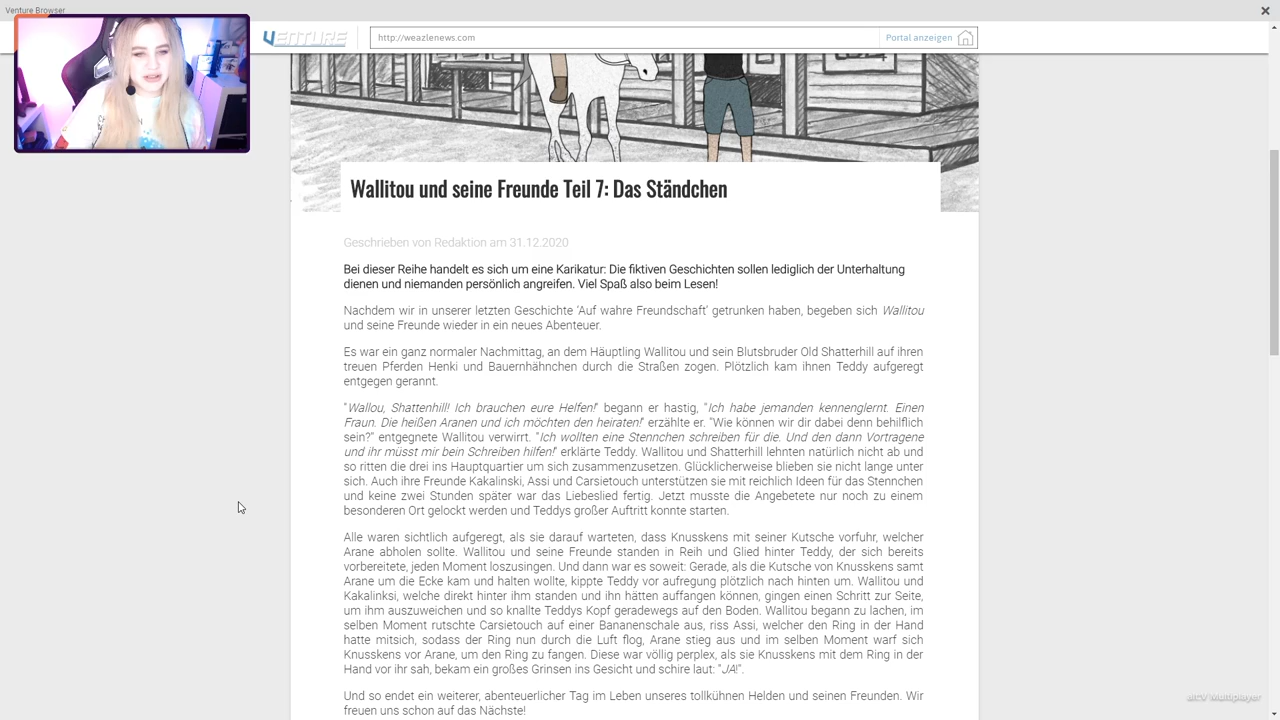 Venture Browser
VENTURE
http://weazlenews.com
Portal anzeigen
Wallitou und seine Freunde Teil 7: Das Ständchen
Geschrieben von Redaktion am 31.12.2020
Bei dieser Reihe handelt es sich um eine Karikatur: Die fiktiven Geschichten sollen lediglich der Unterhaltung
dienen und niemanden persönlich angreifen. Viel Spaß also beim Lesen!
Nachdem wir in unserer letzten Geschichte 'Auf wahre Freundschaft' getrunken haben, begeben sich Wallitou
und seine Freunde wieder in ein neues Abenteuer.
Es war ein ganz normaler Nachmittag, an dem Häuptling Wallitou und sein Blutsbruder Old Shatterhill auf ihren
treuen Pferden Henki und Bauernhähnchen durch die Straßen zogen. Plötzlich kam ihnen Teddy aufgeregt
entgegen gerannt.
"Wallou, Shattenhill! Ich brauchen eure Helfen!" begann er hastig, "Ich habe jemanden kennenglernt. Einen
Fraun. Die heißen Aranen und ich möchten den heiraten!" erzählte er. "Wie können wir dir dabei denn behilflich
sein?" entgegnete Wallitou verwirrt. "Ich wollten eine Stennchen schreiben für die. Und den dann Vortragene
und ihr müsst mir bein Schreiben hilfen!" erklärte Teddy. Wallitou und Shatterhill lehnten natürlich nicht ab und
so ritten die drei ins Hauptquartier um sich zusammenzusetzen. Glücklicherweise blieben sie nicht lange unter
sich. Auch ihre Freunde Kakalinski, Assi und Carsietouch unterstützen sie mit reichlich Ideen für das Stennchen
und keine zwei Stunden später war das Liebeslied fertig. Jetzt musste die Angebetete nur noch zu einem
besonderen Ort gelockt werden und Teddys großer Auftritt konnte starten.
Alle waren sichtlich aufgeregt, als sie darauf warteten, dass Knusskens mit seiner Kutsche vorfuhr, welcher
Arane abholen sollte. Wallitou und seine Freunde standen in Reih und Glied hinter Teddy, der sich bereits
vorbereitete, jeden Moment loszusingen. Und dann war es soweit: Gerade, als die Kutsche von Knusskens samt
Arane um die Ecke kam und halten wollte, kippte Teddy vor aufregung plötzlich nach hinten um. Wallitou und
Kakalinksi, welche direkt hinter ihm standen und ihn hätten auffangen können, gingen einen Schritt zur Seite,
um ihm auszuweichen und so knallte Teddys Kopf geradewegs auf den Boden. Wallitou begann zu lachen, im
selben Moment rutschte Carsietouch auf einer Bananenschale aus, riss Assi, welcher den Ring in der Hand
hatte mitsich, sodass der Ring nun durch die Luft flog, Arane stieg aus und im selben Moment warf sich
Knusskens vor Arane, um den Ring zu fangen. Diese war völlig perplex, als sie Knusskens mit dem Ring in der
Hand vor ihr sah, bekam ein großes Grinsen ins Gesicht und schire laut: "JA!".
Und so endet ein weiterer, abenteuerlicher Tag im Leben unseres tollkühnen Helden und seinen Freunden. Wir
freuen uns schon auf das Nächste!
alt:V Multiplayer